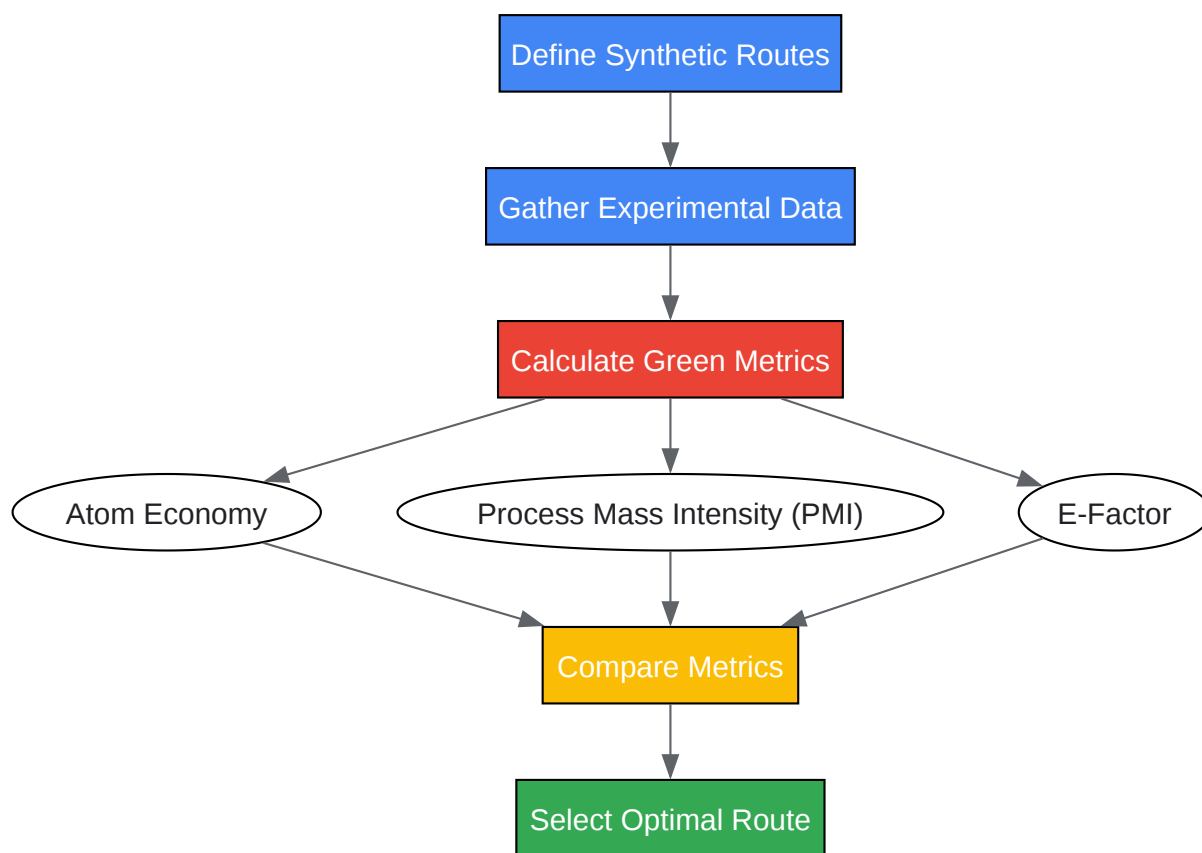 Define Synthetic Routes
Gather Experimental Data
Calculate Green Metrics
Atom Economy
Process Mass Intensity (PMI)
E-Factor
Compare Metrics
Select Optimal Route